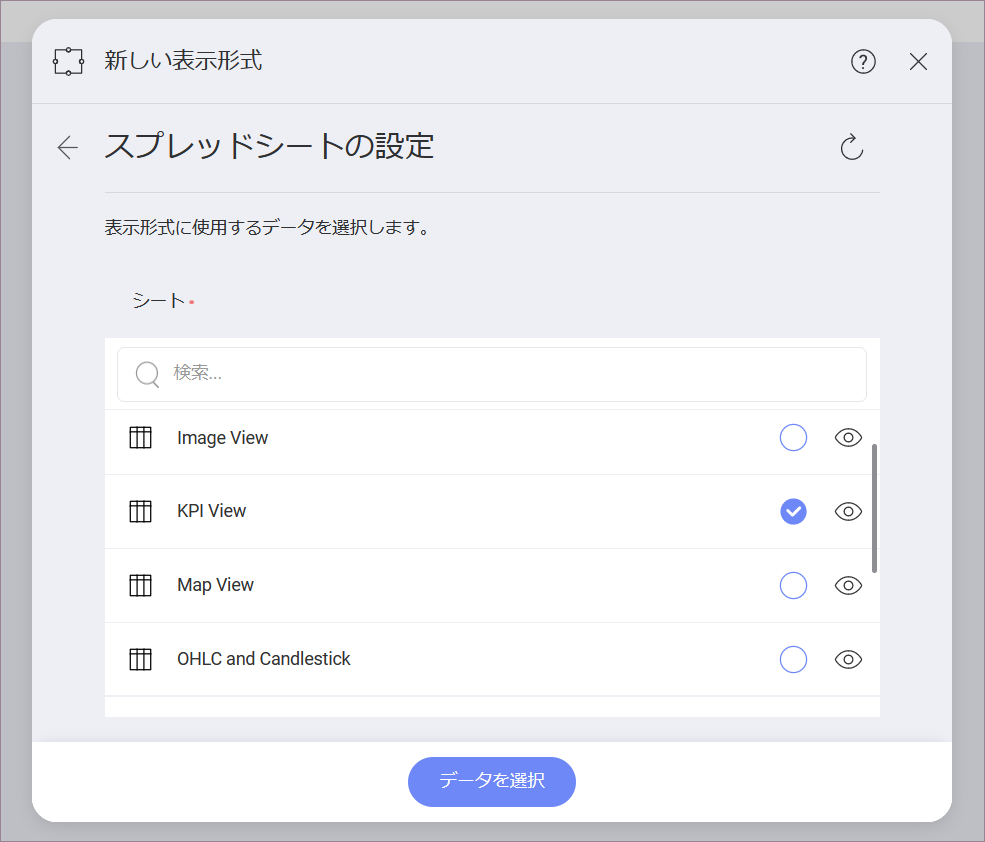 新しい表示形式
?
スプレッドシートの設定
表示形式に使用するデータを選択します。
シート
検索...
Image View
KPI View
Map View
OHLC and Candlestick
データを選択